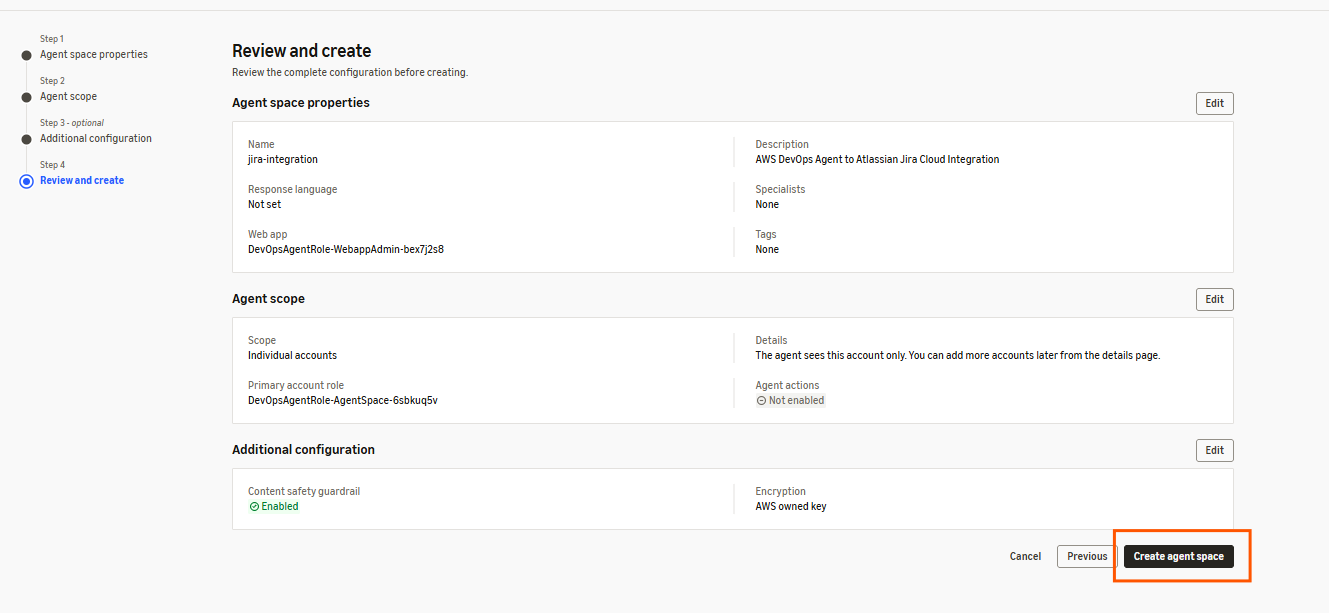 Step 1
Agent space properties
Step 2
Agent scope
Step 3 - optional
Additional configuration
Step 4
Review and create
Review and create
Review the complete configuration before creating.
Agent space properties
Edit
Name
jira-integration
Description
AWS DevOps Agent to Atlassian Jira Cloud Integration
Response language
Not set
Specialists
None
Web app
DevOpsAgentRole-WebappAdmin-bex7j2s8
Tags
None
Agent scope
Edit
Scope
Individual accounts
Details
The agent sees this account only. You can add more accounts later from the details page.
Primary account role
DevOpsAgentRole-AgentSpace-6sbkuq5v
Agent actions
Not enabled
Additional configuration
Edit
Content safety guardrail
Enabled
Encryption
AWS owned key
Cancel
Previous
Create agent space